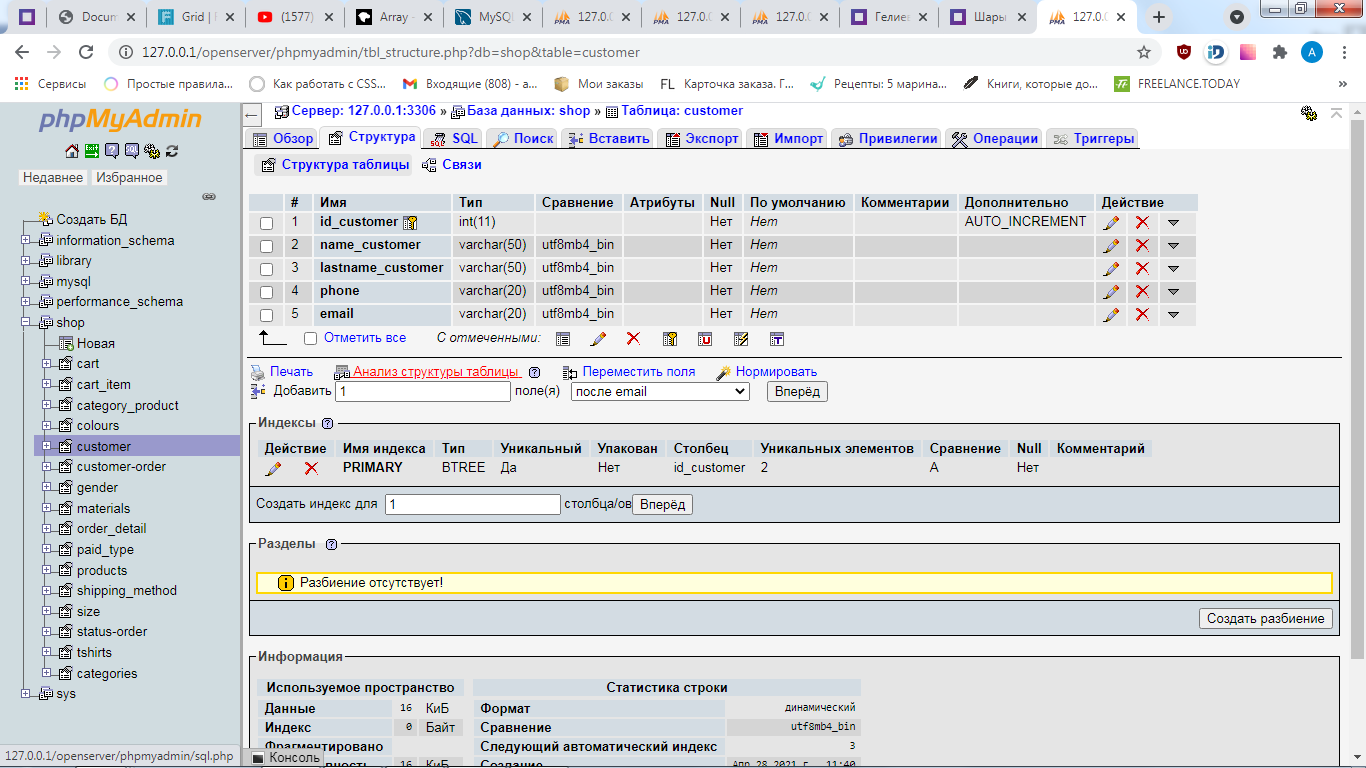 Docum
Grid | F
(1577)
Array -
MySQL
127.0.0
127.0.0
127.0.0
Гелиев
Шары
127.0.
127.0.0.1/openserver/phpmyadmin/tbl_structure.php?db=shop&table=customer
Сервисы
Простые правила...
Как работать с CSS...
Входящие (808) - a...
Мои заказы
FL Карточка заказа. Г...
Рецепты: 5 марина...
Книги, которые до...
FREELANCE.TODAY
»
phpMyAdmin
Недавнее Избранное
Создать БД
information_schema
library
mysql
performance_schema
shop
Новая
cart
cart_item
category_product
colours
customer
customer-order
gender
materials
order_detail
paid_type
products
shipping_method
size
status-order
tshirts
categories
sys
127.0.0.1/openserver/phpmyadmin/sql.php
Сервер: 127.0.0.1:3306 » База данных: shop » Таблица: customer
Обзор Структура SQL Поиск Вставить Экспорт Импорт Привилегии Операции Триггеры
Структура таблицы Связи
# Имя Тип Сравнение Атрибуты Null По умолчанию Комментарии Дополнительно Действие
1 id_customer int(11) Нет Нет AUTO_INCREMENT
2 name_customer varchar(50) utf8mb4_bin Нет Нет
3 lastname_customer varchar(50) utf8mb4_bin Нет Нет
4 phone varchar(20) utf8mb4_bin Нет Нет
5 email varchar(20) utf8mb4_bin Нет Нет
Отметить все С отмеченными:
Печать Анализ структуры таблицы Переместить поля Нормировать
Добавить 1 поле(я) после email Вперёд
Индексы
Действие Имя индекса Тип Уникальный Упакован Столбец Уникальных элементов Сравнение Null Комментарий
PRIMARY BTREE Да Нет id_customer 2 A Нет
Создать индекс для 1 столбца/ов Вперёд
Разделы
Разбиение отсутствует!
Создать разбиение
Информация
Используемое пространство
Данные 16 КиБ
Индекс 0 Байт
Фрагментировано
16 КиБ
Статистика строки
Формат динамический
Сравнение utf8mb4_bin
Следующий автоматический индекс 3
Создание Апр 28 2021 г., 11:40
Консоль